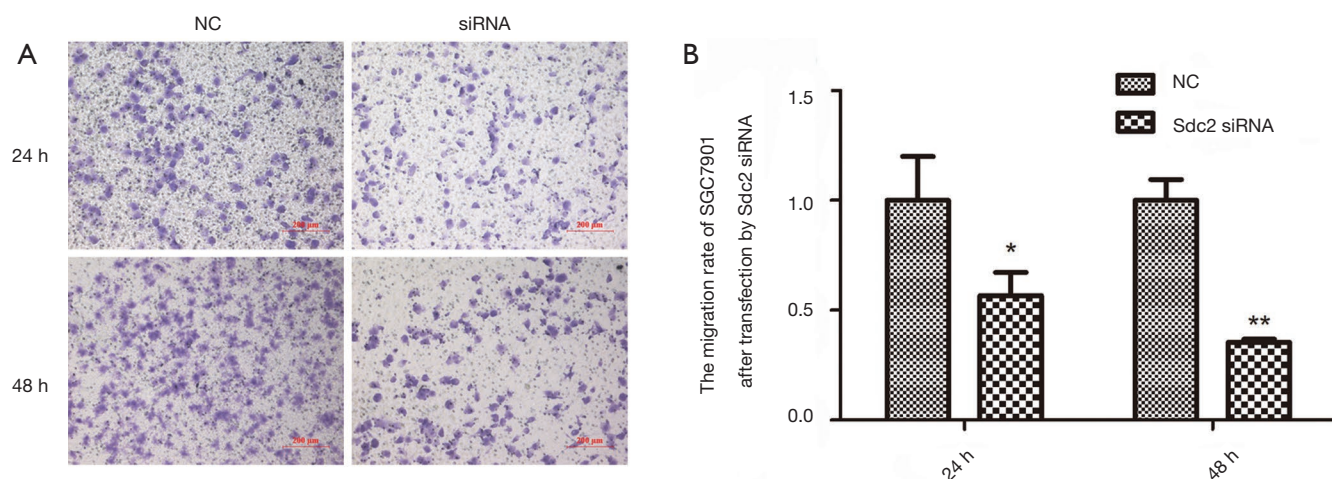 A
NC
siRNA
24 h
200 μm
200 μm
48 h
200 μm
200 μm
B
NC
Sdc2 siRNA
The migration rate of SGC7901
after transfection by Sdc2 siRNA
1.5
1.0
0.5
0.0
*
**
24 h
48 h